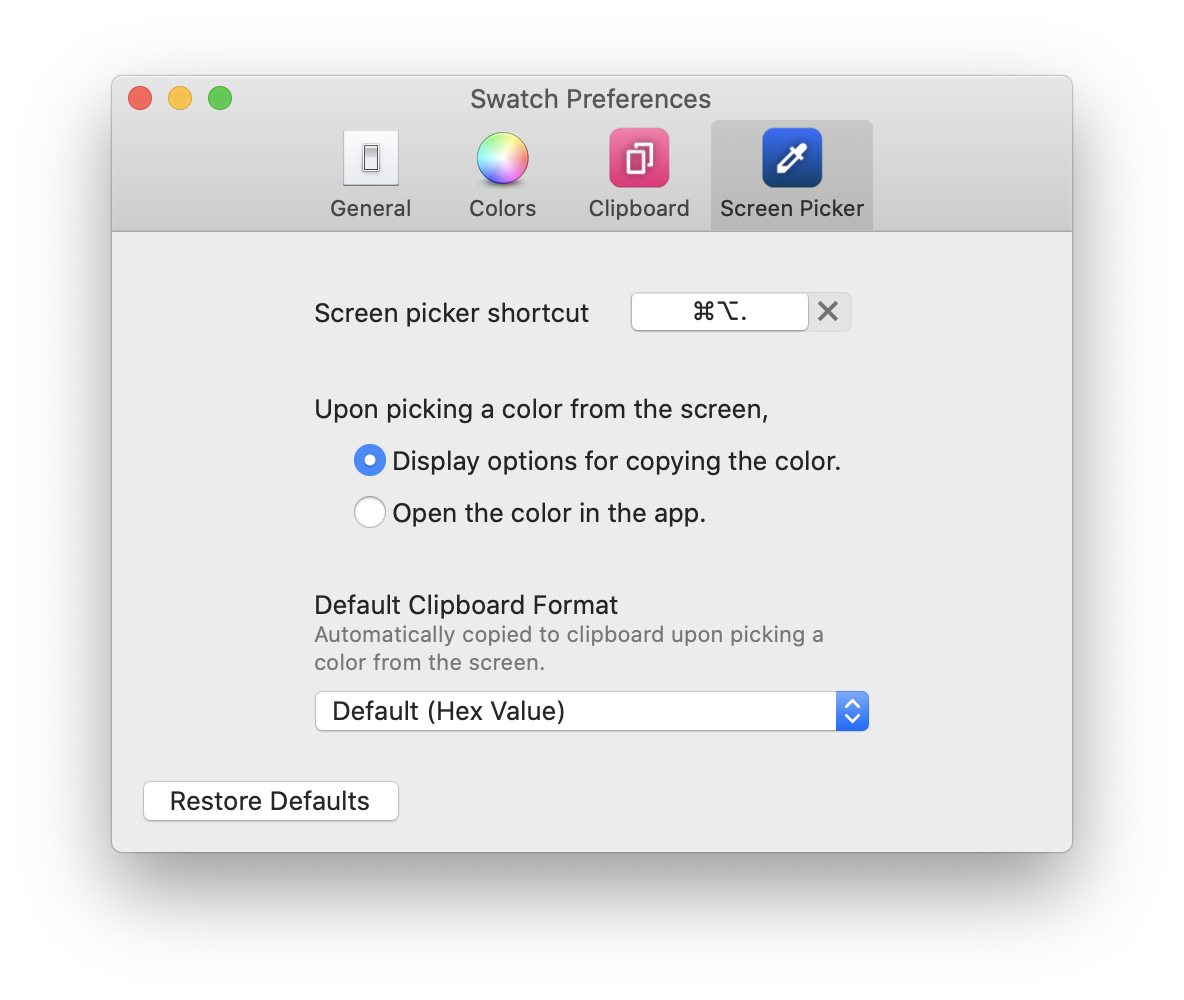 Swatch Preferences
General Colors Clipboard Screen Picker
Screen picker shortcut ⌘⌥.
Upon picking a color from the screen,
Display options for copying the color.
Open the color in the app.
Default Clipboard Format
Automatically copied to clipboard upon picking a
color from the screen.
Default (Hex Value)
Restore Defaults